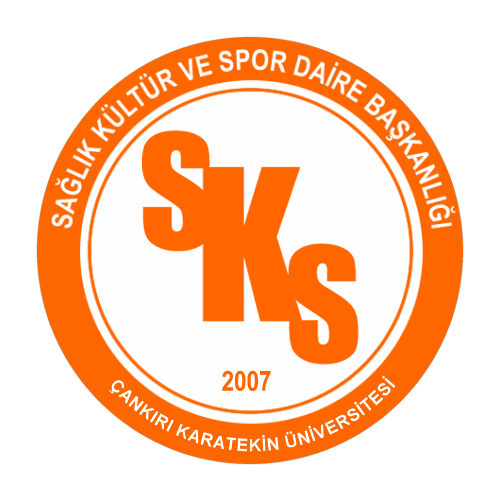 SAĞLIK KÜLTÜR VE SPOR DAİRE BAŞKANLIĞI
SKS
2007
ÇANKIRI KARATEKİN ÜNİVERSİTESİ